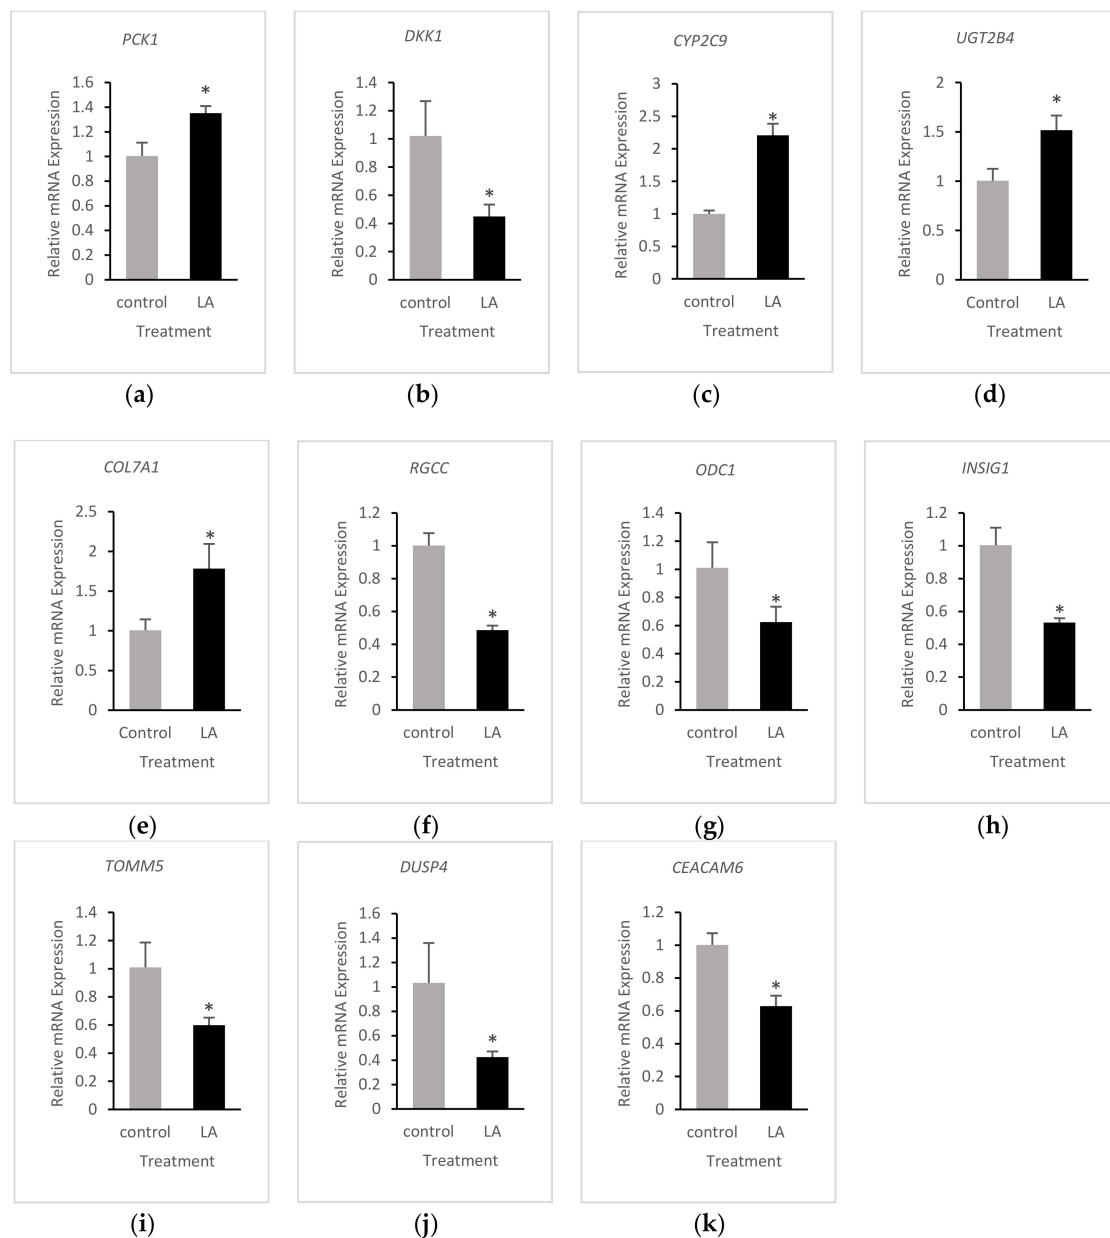 PCK1
Relative mRNA Expression
1.6
1.4
1.2
1
0.8
0.6
0.4
0.2
0
*
control LA
Treatment
(a)
DKK1
Relative mRNA Expression
1.4
1.2
1
0.8
0.6
0.4
0.2
0
*
control LA
Treatment
(b)
CYP2C9
Relative mRNA Expression
3
2.5
2
1.5
1
0.5
0
*
control LA
Treatment
(c)
UGT2B4
Relative mRNA Expression
2
1.5
1
0.5
0
*
Control LA
Treatment
(d)
COL7A1
Relative mRNA Expression
2.5
2
1.5
1
0.5
0
*
Control LA
Treatment
(e)
RGCC
Relative mRNA Expression
1.2
1
0.8
0.6
0.4
0.2
0
*
control LA
Treatment
(f)
ODC1
Relative mRNA Expression
1.4
1.2
1
0.8
0.6
0.4
0.2
0
*
control LA
Treatment
(g)
INSIG1
Relative mRNA Expression
1.2
1
0.8
0.6
0.4
0.2
0
*
control LA
Treatment
(h)
TOMM5
Relative mRNA Expression
1.4
1.2
1
0.8
0.6
0.4
0.2
0
*
control LA
Treatment
(i)
DUSP4
Relative mRNA Expression
1.6
1.4
1.2
1
0.8
0.6
0.4
0.2
0
*
control LA
Treatment
(j)
CEACAM6
Relative mRNA Expression
1.2
1
0.8
0.6
0.4
0.2
0
*
control LA
Treatment
(k)